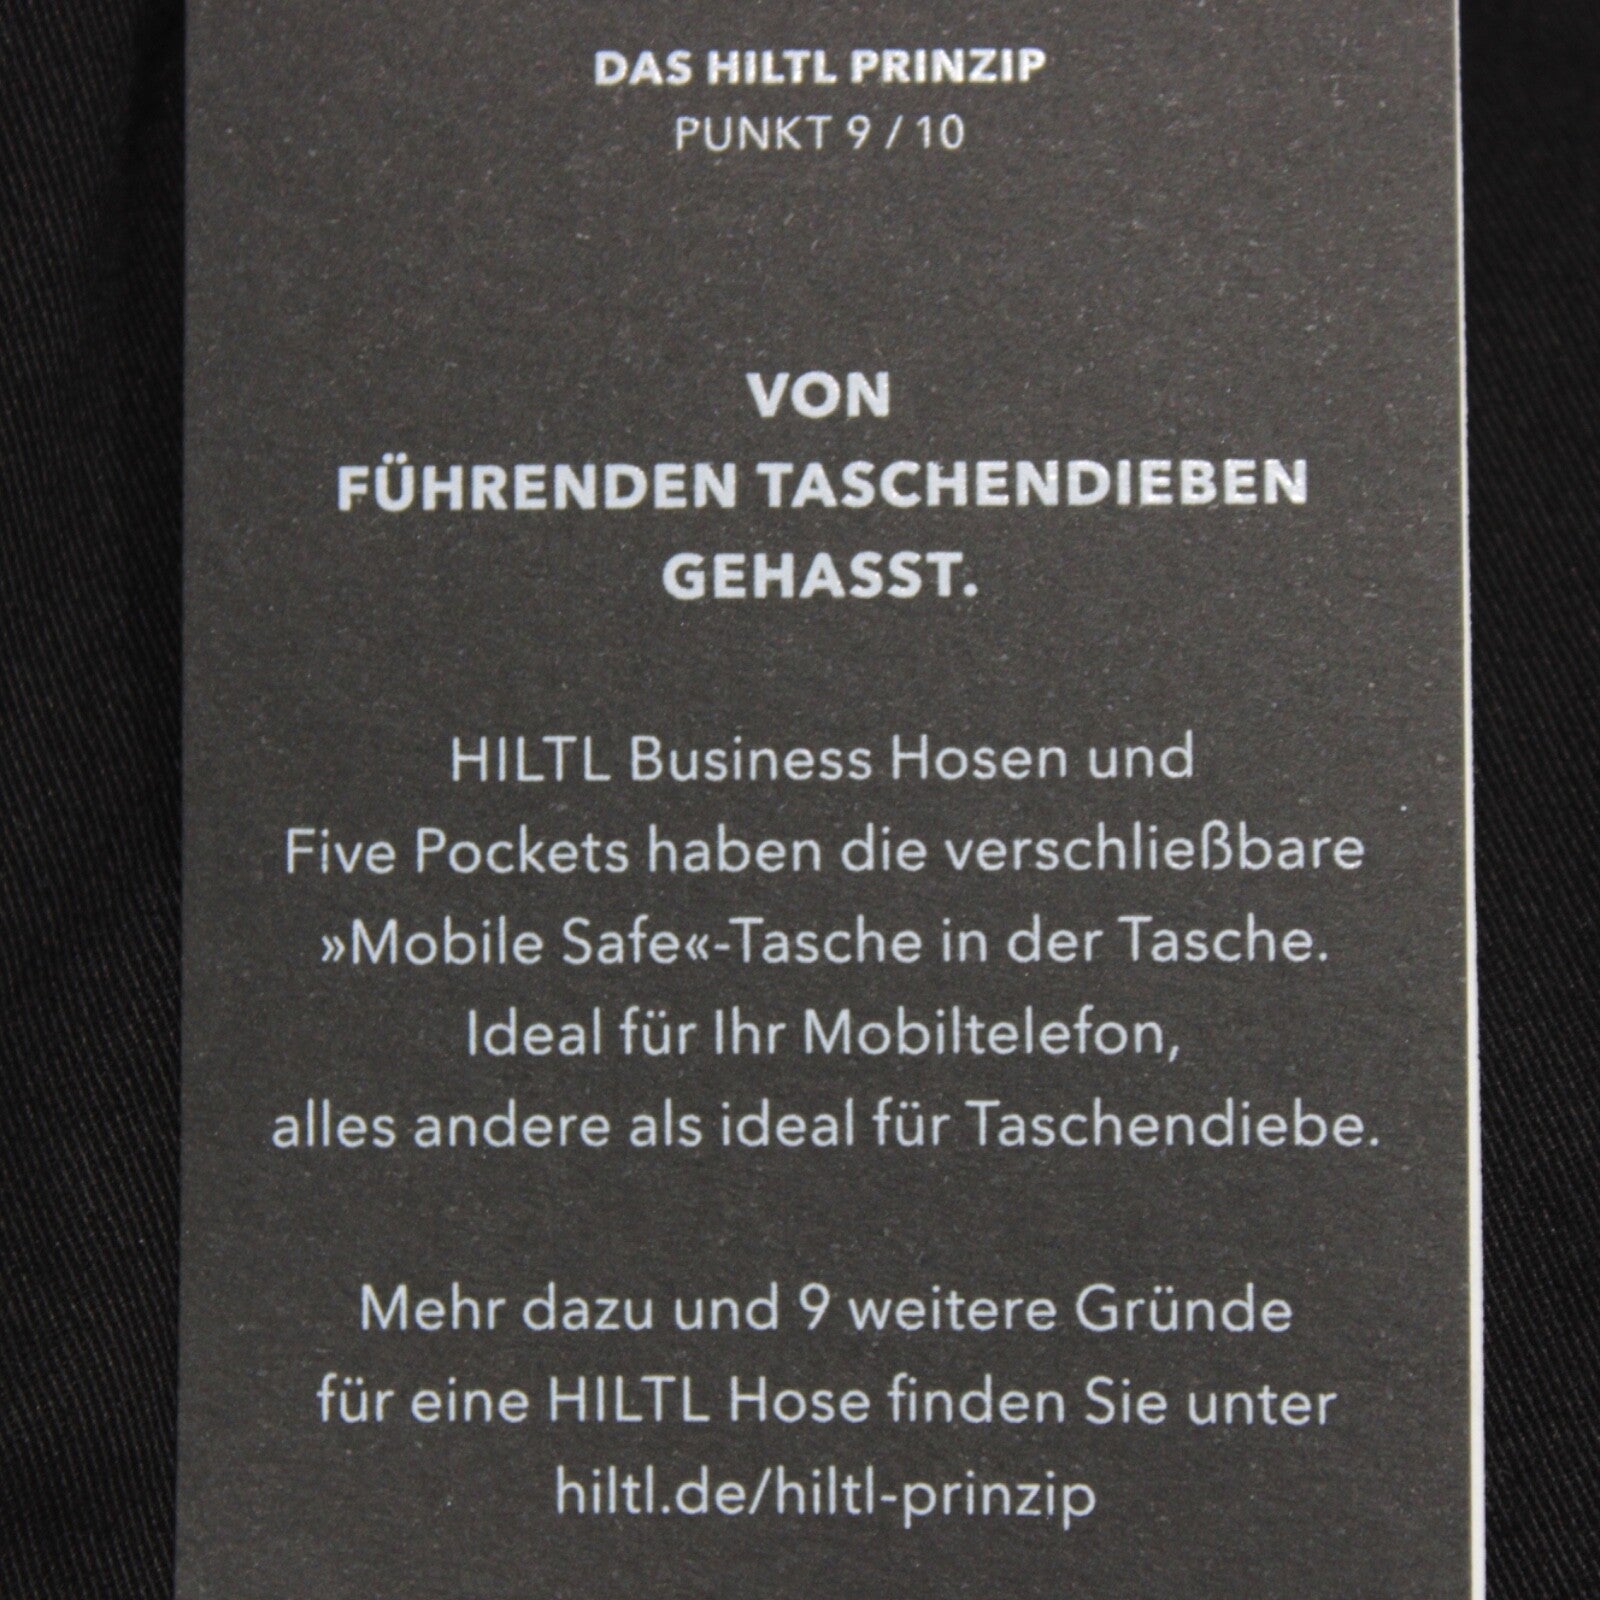 DAS HILTL PRINZIP
PUNKT 9 / 10
VON
FÜHRENDEN TASCHENDIEBEN
GEHASST.
HILTL Business Hosen und
Five Pockets haben die verschließbare
»Mobile Safe«-Tasche in der Tasche.
Ideal für Ihr Mobiltelefon,
alles andere als ideal für Taschendiebe.
Mehr dazu und 9 weitere Gründe
für eine HILTL Hose finden Sie unter
hiltl.de/hiltl-prinzip